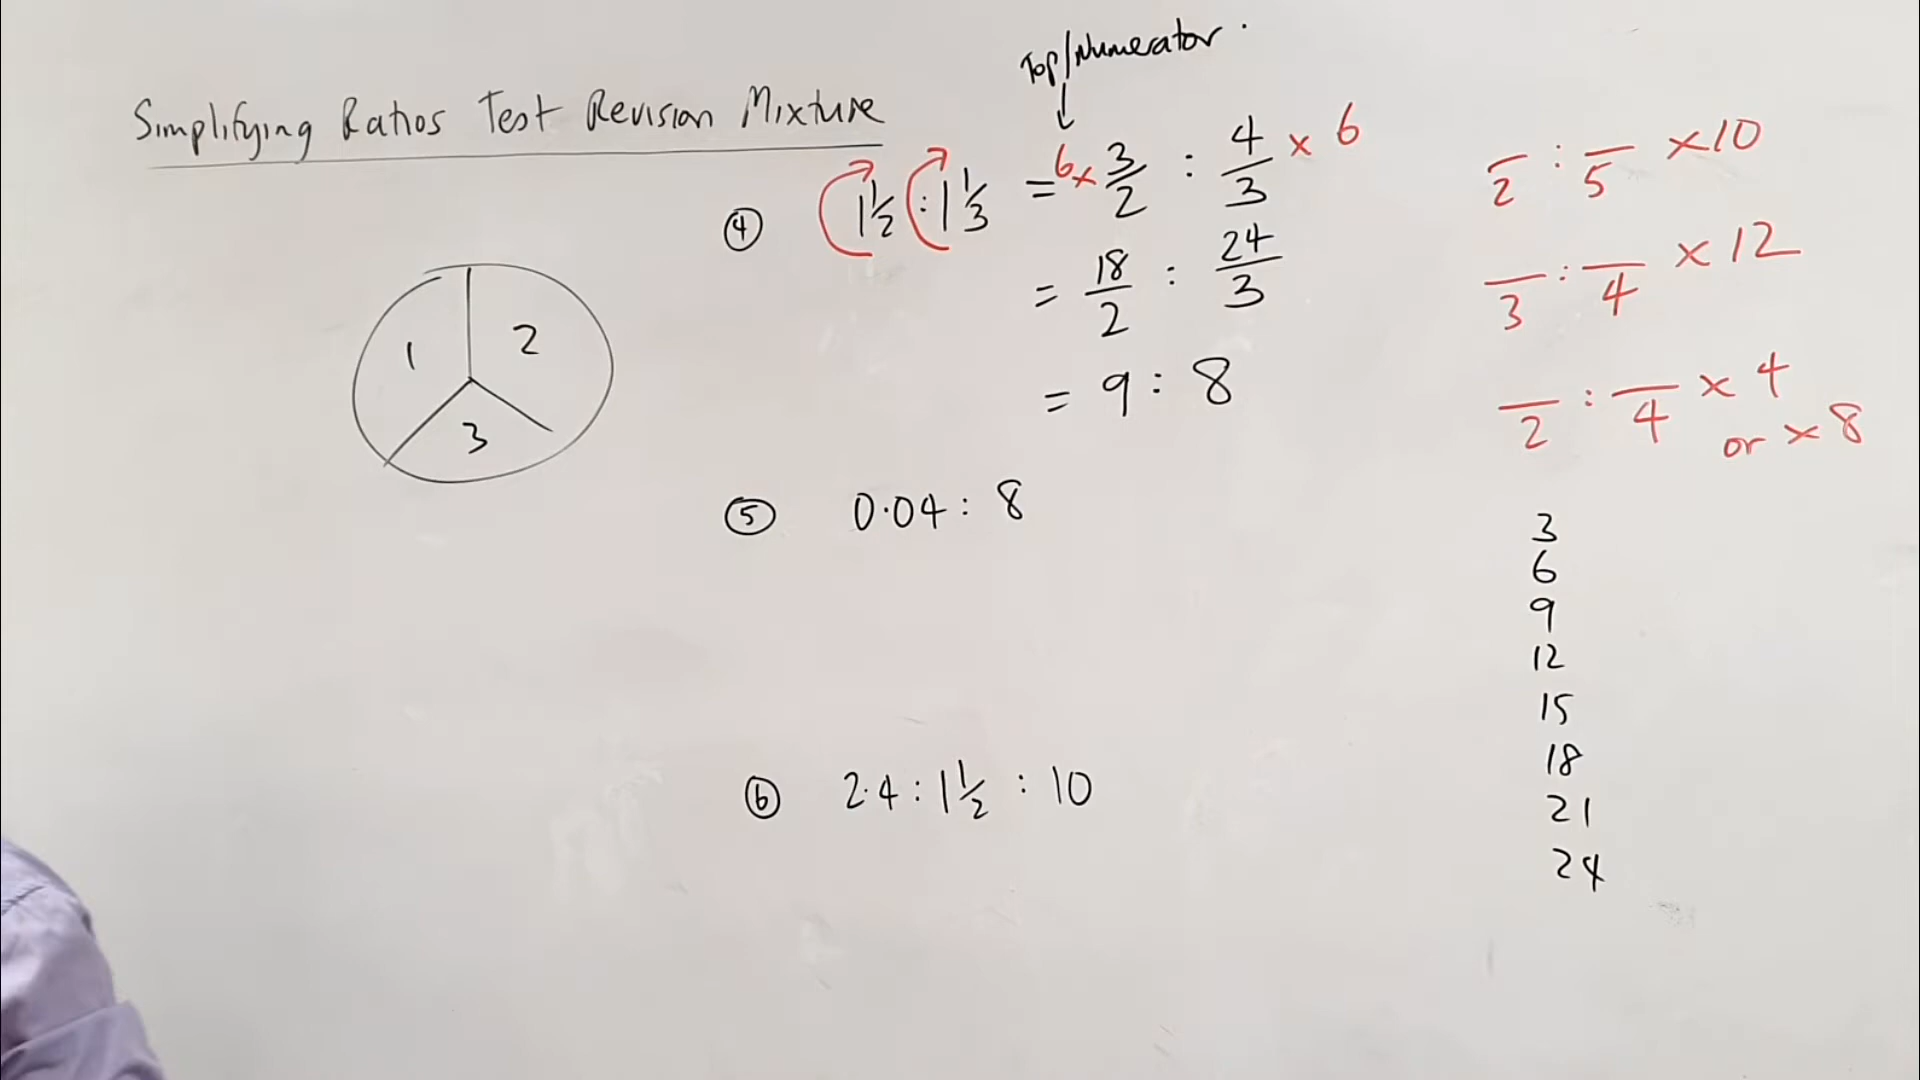 Top/Numerator.
Simplifying Ratios Test Revision Mixture
④ 1½ : 1⅓ = 6 x 3/2 : 4/3 x 6
= 18/2 : 24/3
= 9 : 8
1 2
3
⑤ 0·04 : 8
⑥ 2·4 : 1½ : 10
—/2 : —/5 x10
—/3 : —/4 x 12
—/2 : —/4 x 4
or x 8
3
6
9
12
15
18
21
24